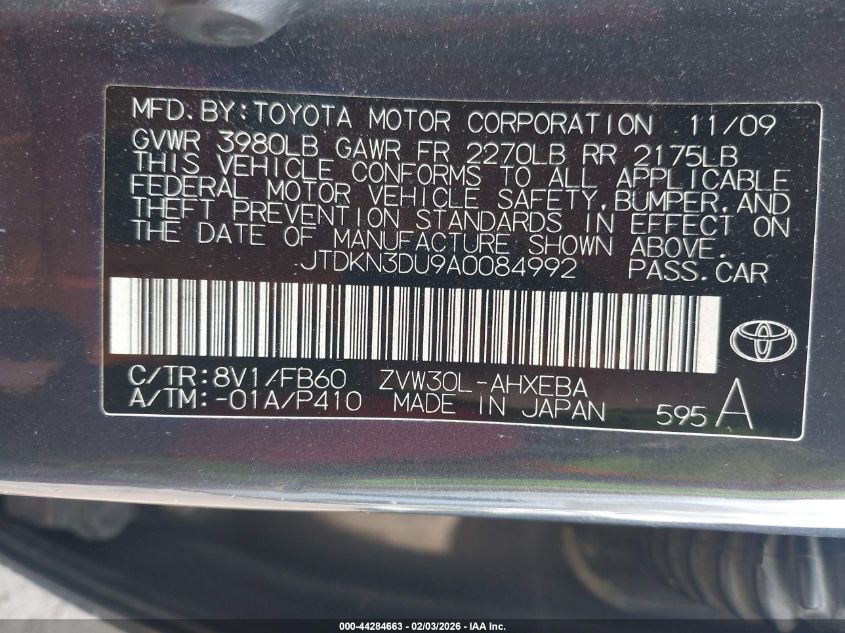 MFD.BY:TOYOTA MOTOR CORPORATION 11/09
GVWR 3980LB GAWR FR 2270LB RR 2175LB
THIS VEHICLE CONFORMS TO ALL APPLICABLE
FEDERAL MOTOR VEHICLE SAFETY,BUMPER,AND
THEFT PREVENTION STANDARDS IN EFFECT ON
THE DATE OF MANUFACTURE SHOWN ABOVE.
JTDKN3DU9A0084992 PASS.CAR
C/TR:8V1/FB60 ZVW30L-AHXEBA
A/TM:-01A/P410 MADE IN JAPAN 595 A
000-44284663 - 02/03/2026 - IAA Inc.